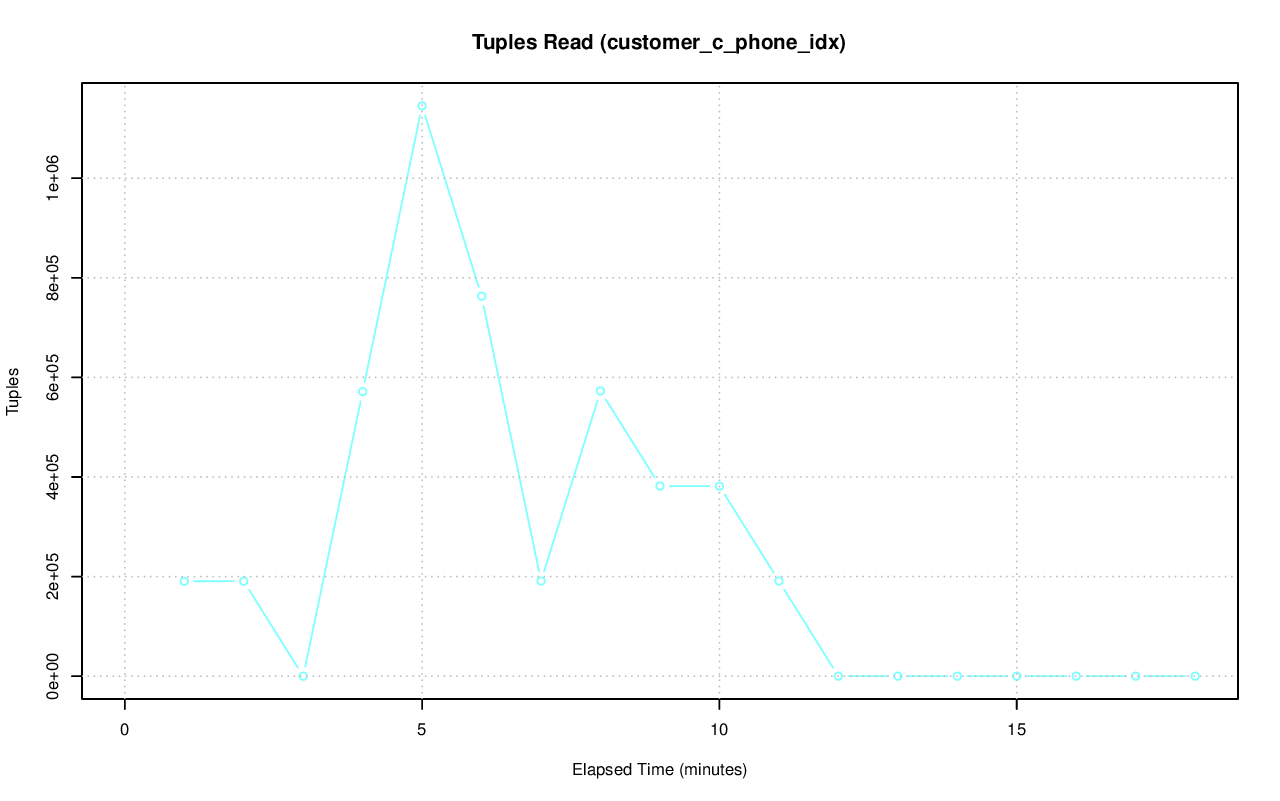 Tuples Read (customer_c_phone_idx)
Tuples
1e+06
8e+05
6e+05
4e+05
2e+05
0e+00
0 5 10 15
Elapsed Time (minutes)